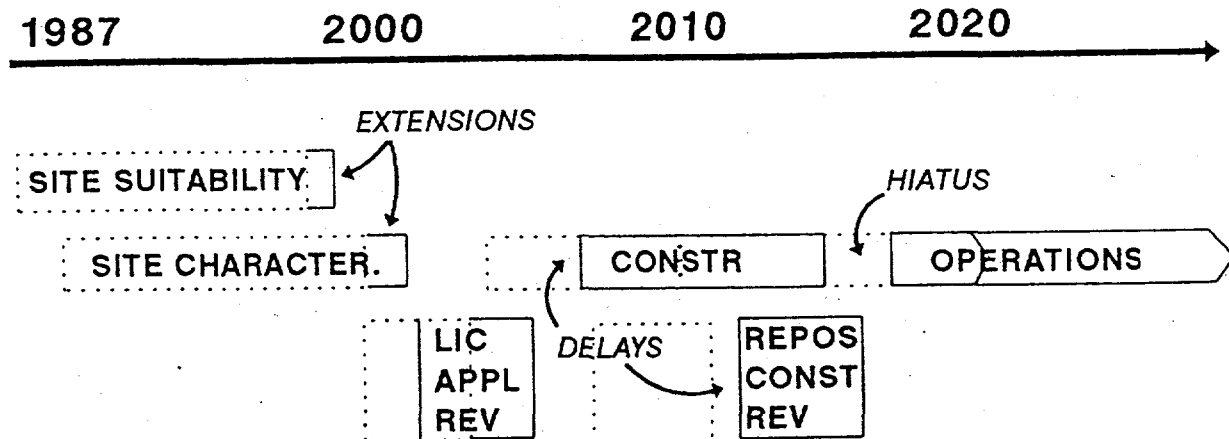 1987 2000 2010 2020
EXTENSIONS
SITE SUITABILITY
HIATUS
SITE CHARACTER. CONSTR OPERATIONS
LIC
APPL
REV
DELAYS
REPOS
CONST
REV